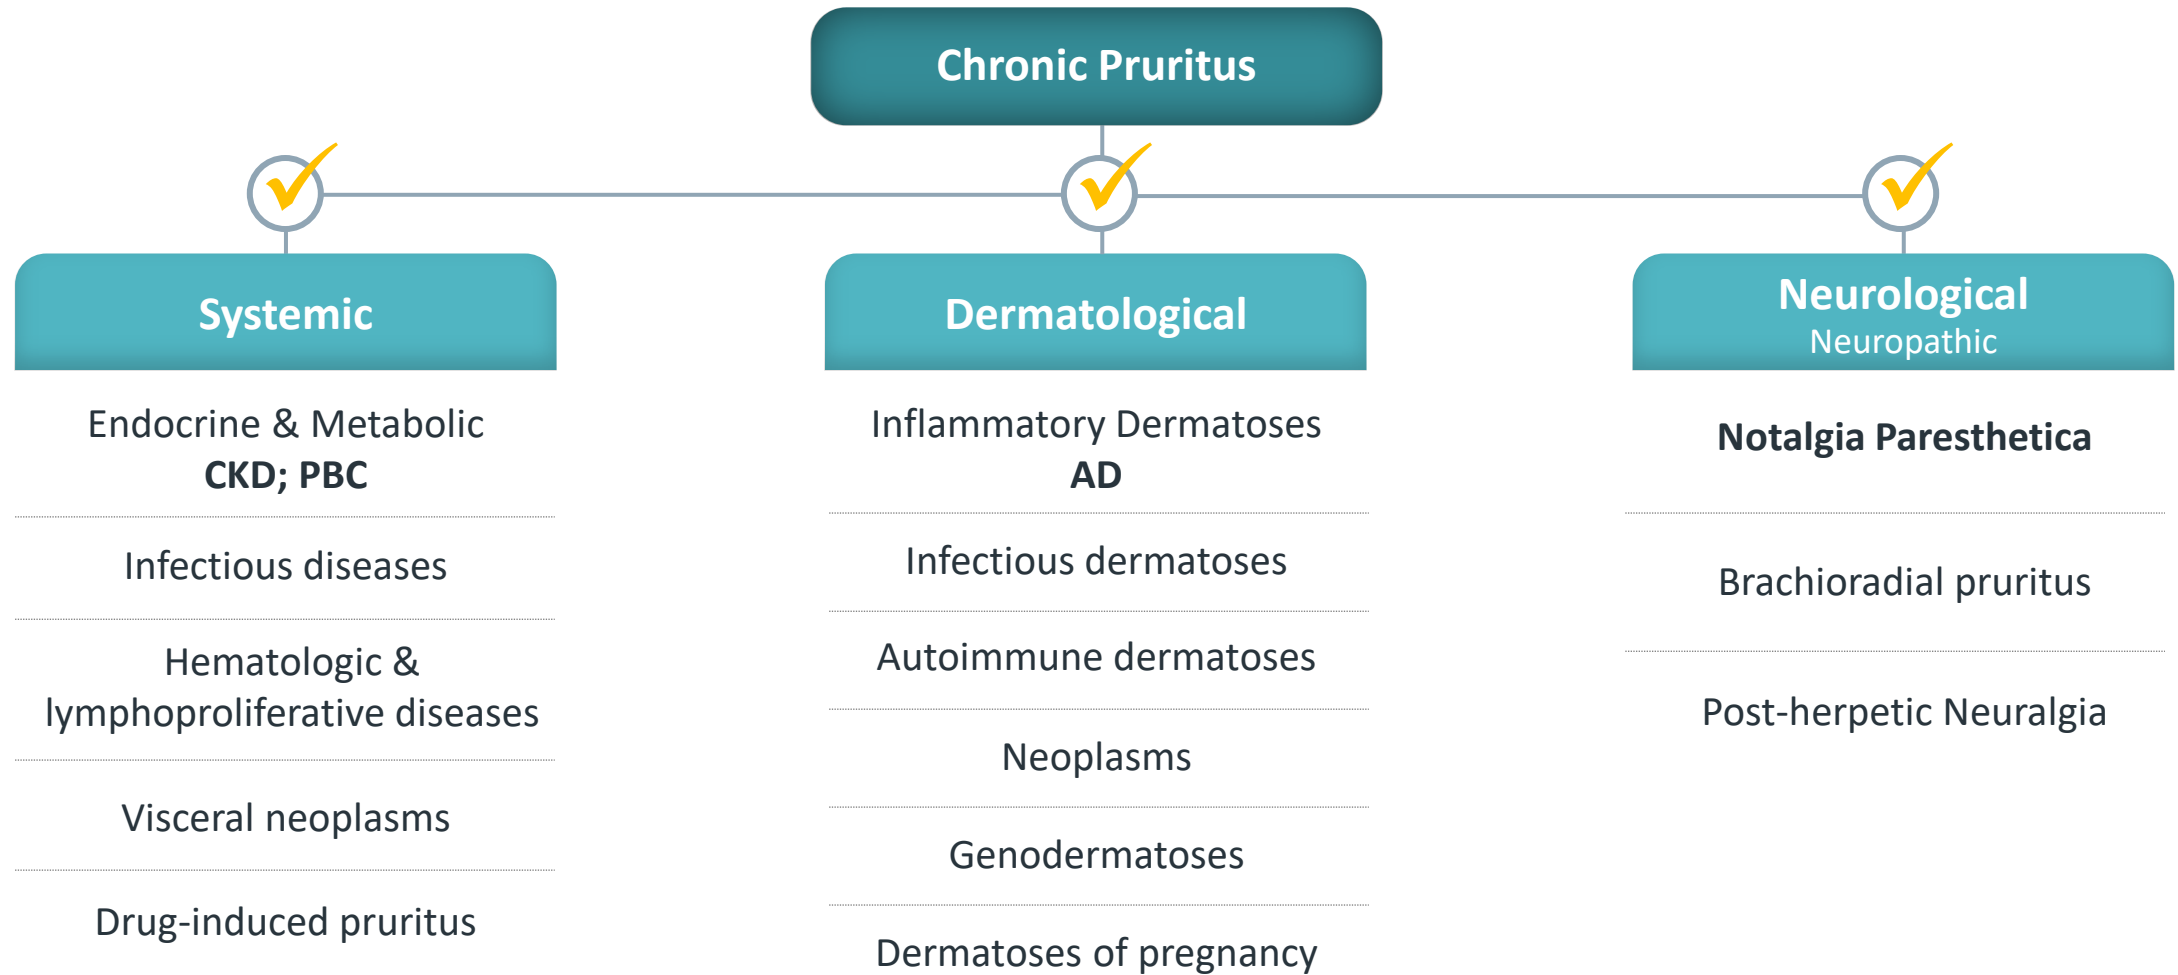 Chronic Pruritus
Systemic
Endocrine & Metabolic
CKD; PBC
Infectious diseases
Hematologic &
lymphoproliferative diseases
Visceral neoplasms
Drug-induced pruritus
Dermatological
Inflammatory Dermatoses
AD
Infectious dermatoses
Autoimmune dermatoses
Neoplasms
Genodermatoses
Dermatoses of pregnancy
Neurological
Neuropathic
Notalgia Paresthetica
Brachioradial pruritus
Post-herpetic Neuralgia